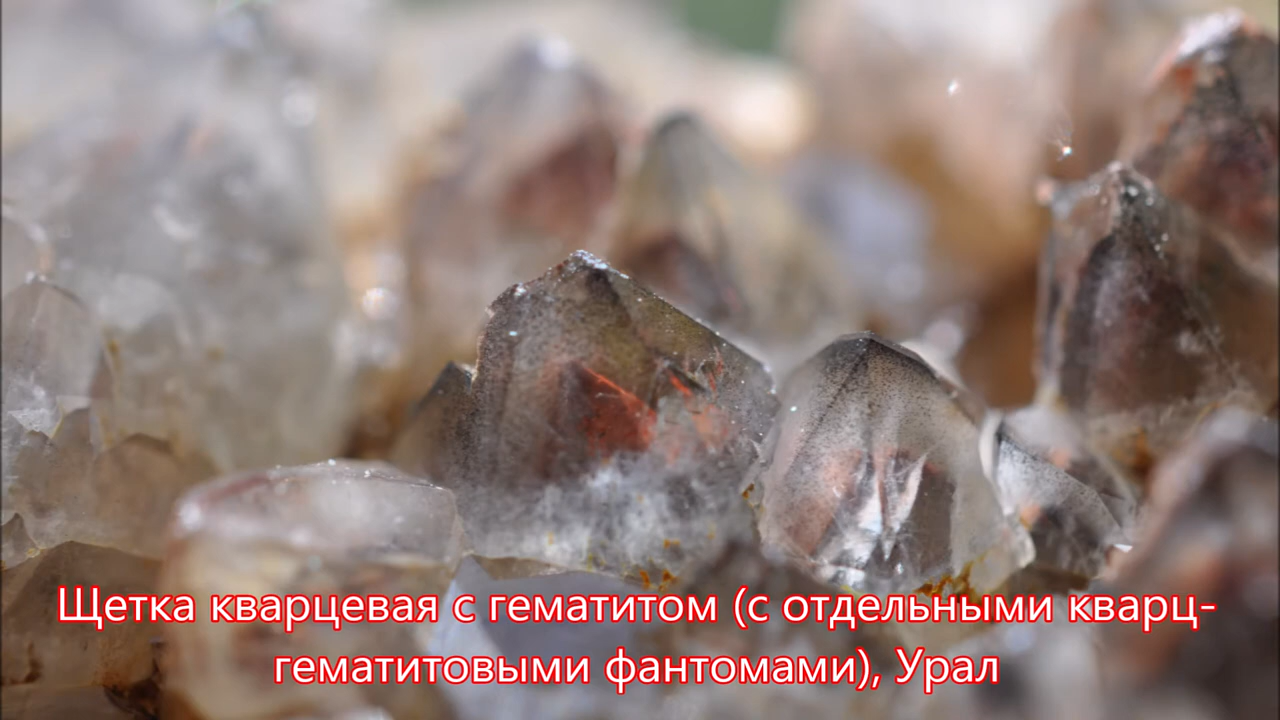 Щетка кварцевая с гематитом (с отдельными кварц-
гематитовыми фантомами), Урал